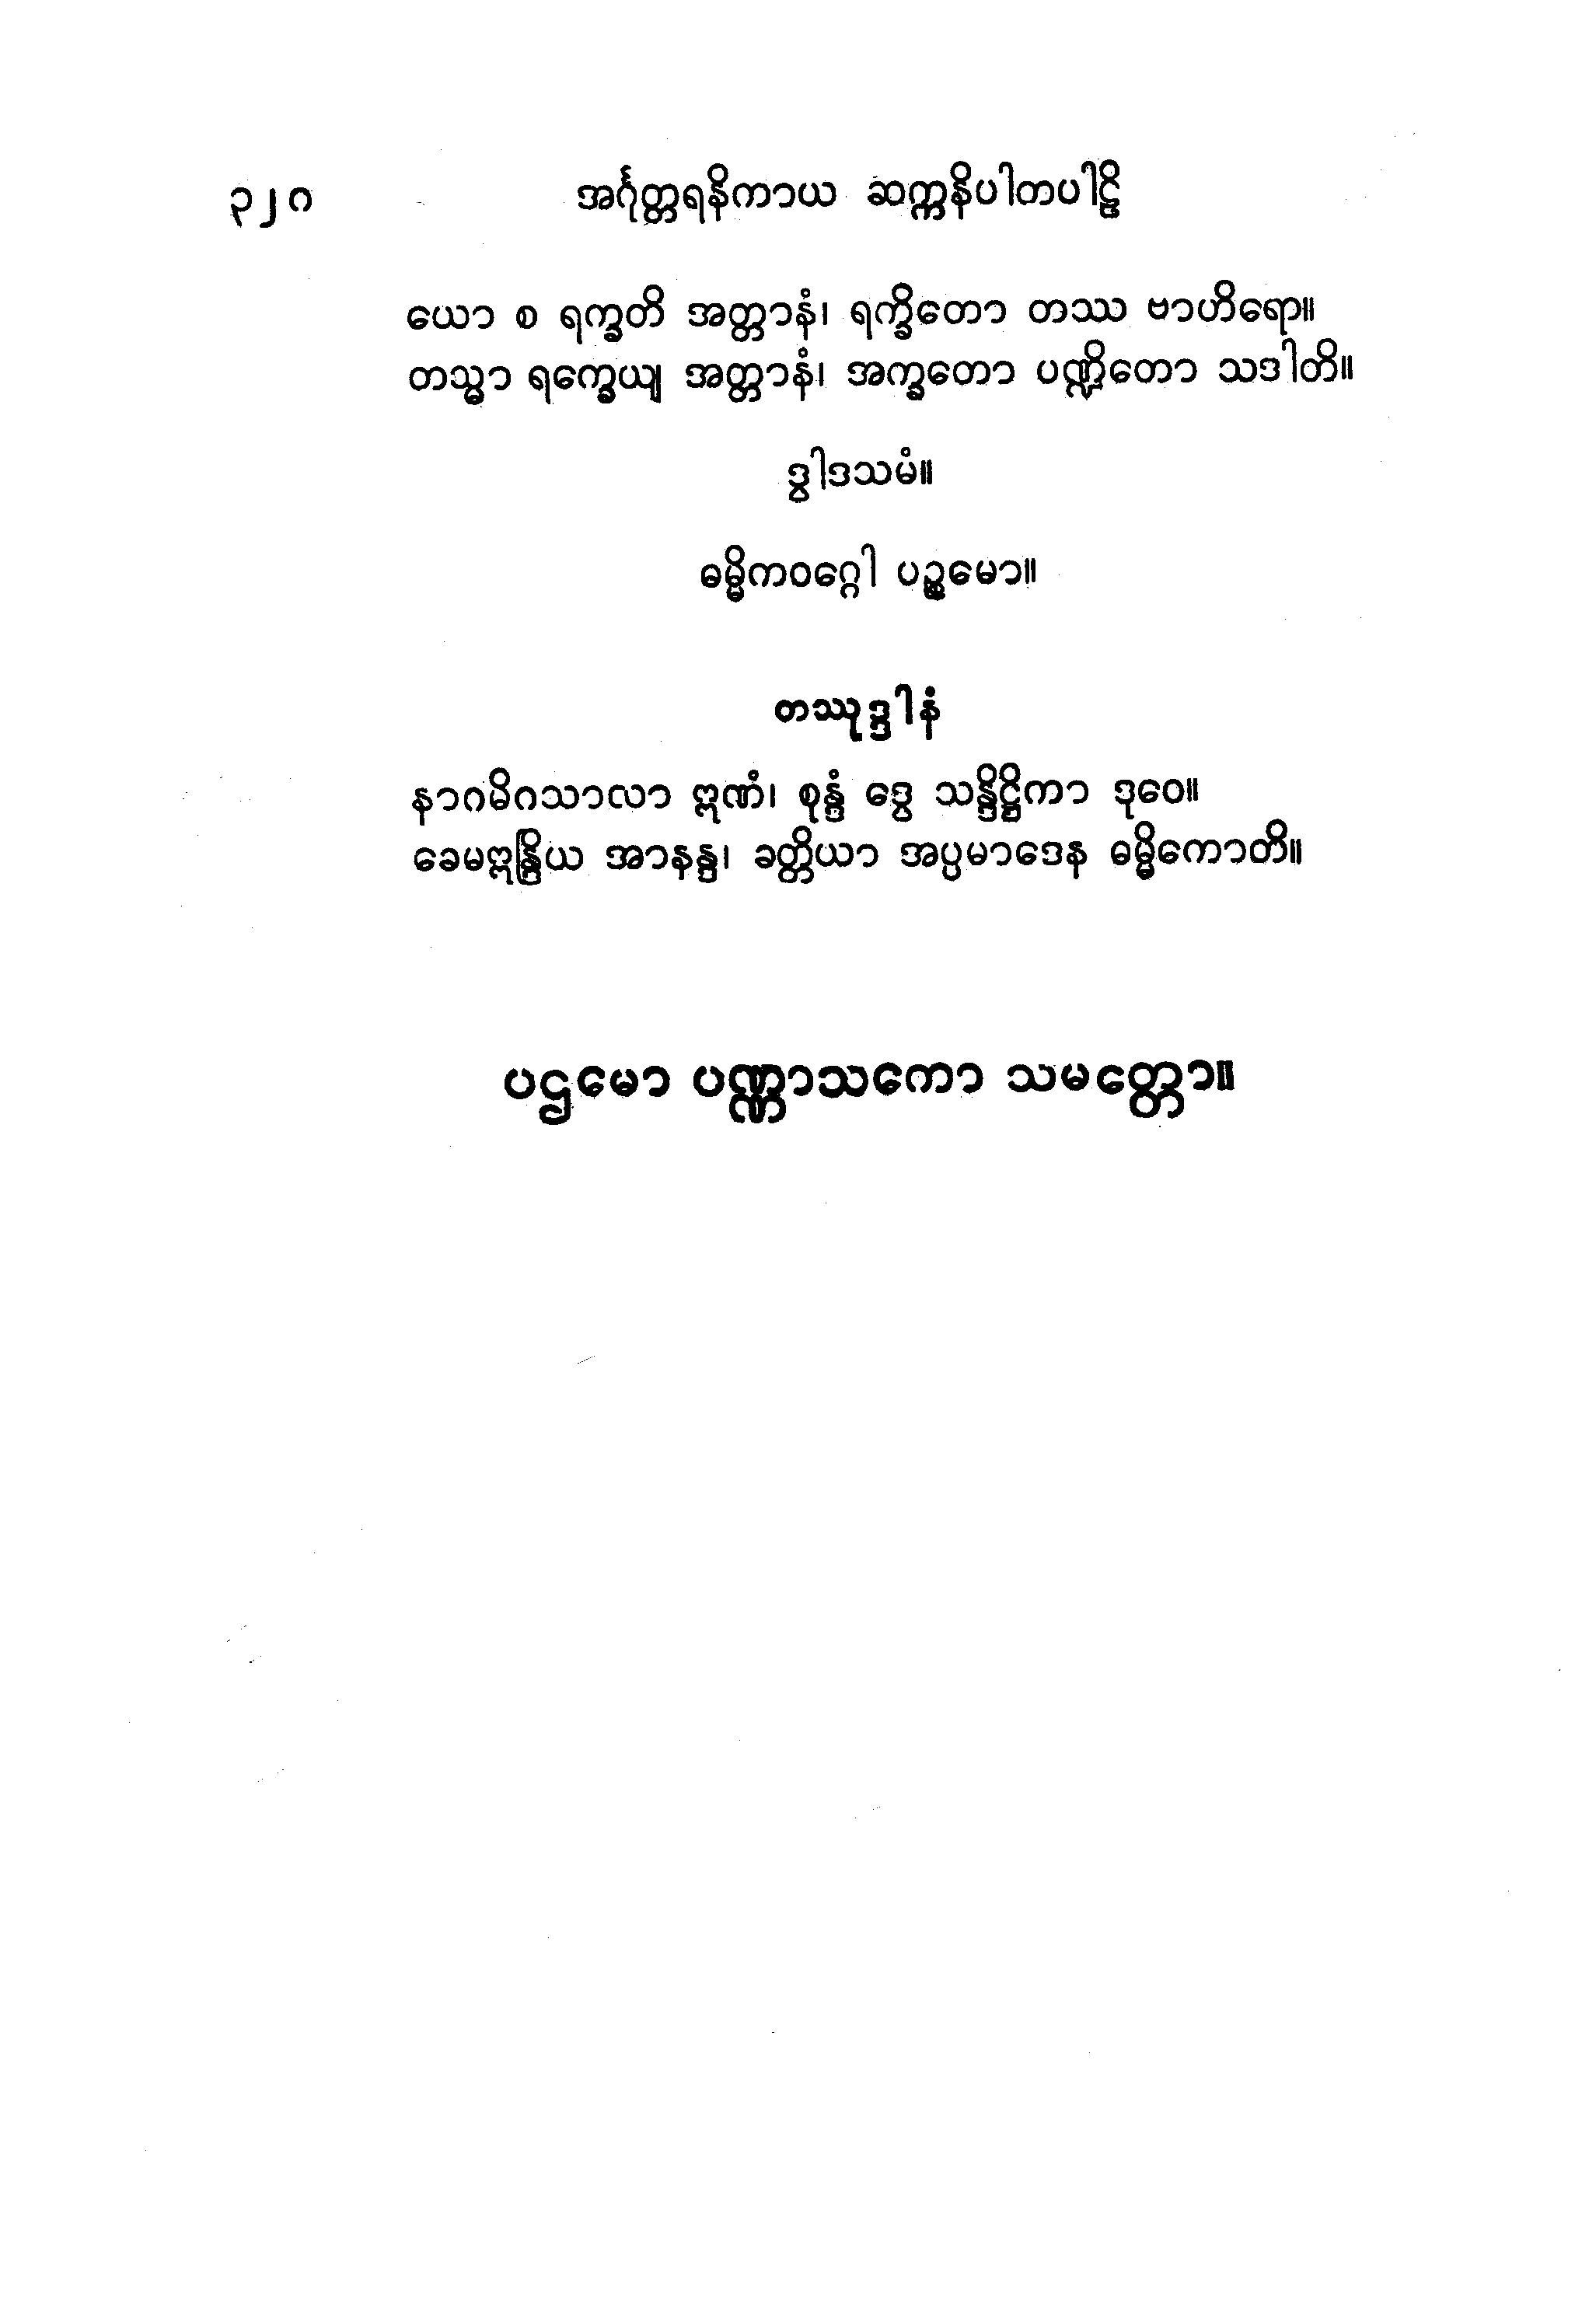 ၃၂၈ အင်္ဂုတ္တရနိကာယ ဆက္ကနိပါတပါဠိ
ယော စ ရက္ခတိ အတ္တာနံ၊ ရက္ခိတော တဿ ဗာဟိရော။
တသ္မာ ရက္ခေယျ အတ္တာနံ၊ အက္ခတော ပဏ္ဍိတော သဒါတိ။
ဒွါဒသမံ။
ဓမ္မိကဝဂ္ဂေါ ပဉ္စမော။
တဿုဒ္ဒါနံ
နာဂမိဂသာလာ ဣဏံ၊ စုန္ဒံ ဒွေ သန္ဒိဋ္ဌိကာ ဒုဝေ။
ခေမဣန္ဒြိယ အာနန္ဒ၊ ခတ္တိယာ အပ္ပမာဒေန ဓမ္မိကောတိ။
ပဌမော ပဏ္ဏာသကော သမတ္တော။